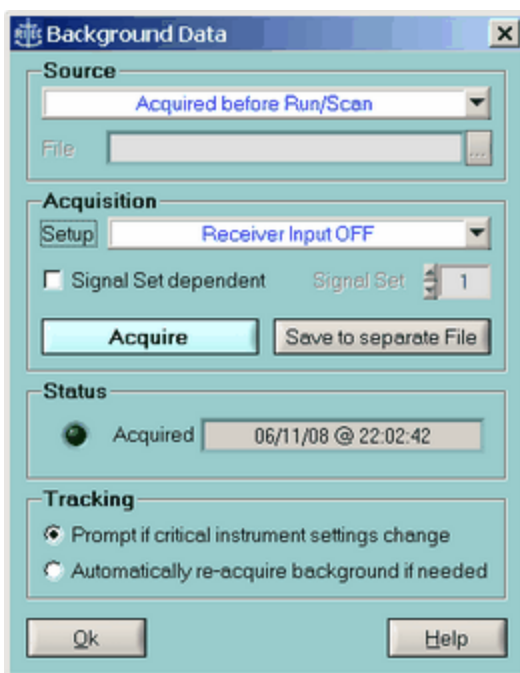 RITEC Background Data
Source
Acquired before Run/Scan
File ...
Acquisition
Setup Receiver Input OFF
Signal Set dependent Signal Set 1
Acquire Save to separate File
Status
Acquired 06/11/08 @ 22:02:42
Tracking
Prompt if critical instrument settings change
Automatically re-acquire background if needed
Ok Help